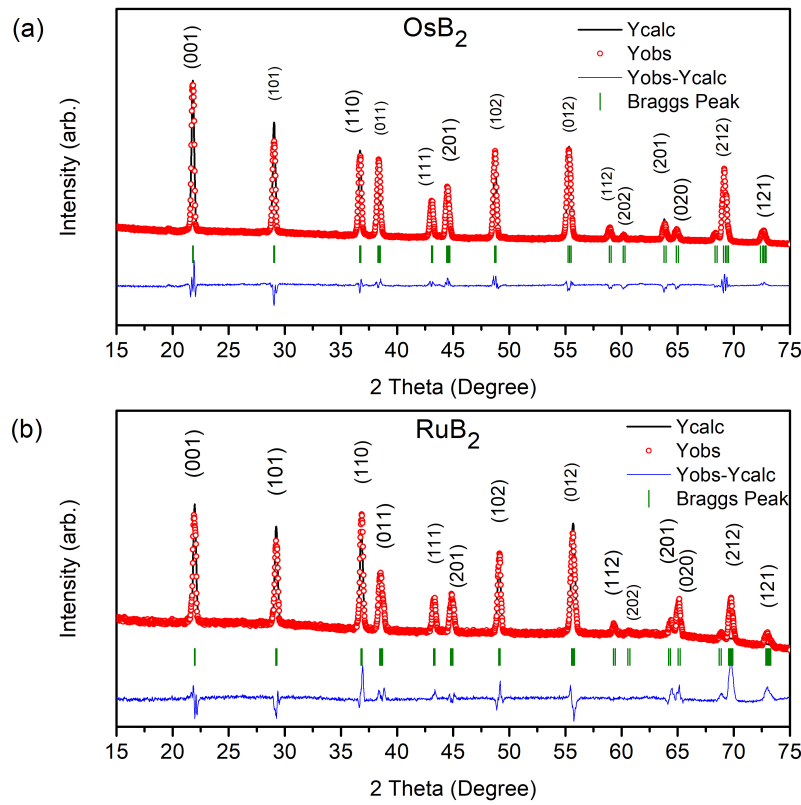 (a)
OsB2
Ycalc
Yobs
Yobs-Ycalc
Braggs Peak
(001)
(101)
(110)
(011)
(111)
(201)
(102)
(012)
(112)
(202)
(201)
(020)
(212)
(121)
Intensity (arb.)
15 20 25 30 35 40 45 50 55 60 65 70 75
2 Theta (Degree)
(b)
RuB2
Ycalc
Yobs
Yobs-Ycalc
Braggs Peak
(001)
(101)
(110)
(011)
(111)
(201)
(102)
(012)
(112)
(202)
(201)
(020)
(212)
(121)
Intensity (arb.)
15 20 25 30 35 40 45 50 55 60 65 70 75
2 Theta (Degree)